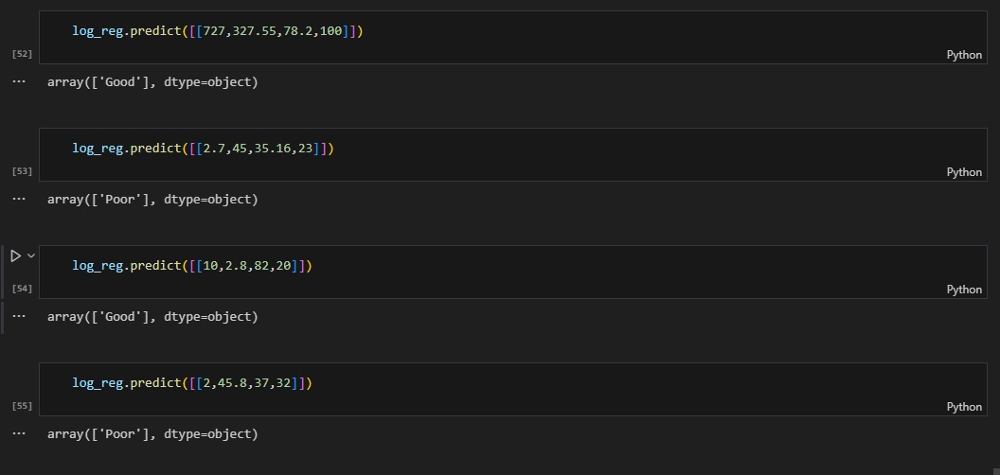 log_reg.predict([[727,327.55,78.2,100]])
[52]
Python
... array(['Good'], dtype=object)
log_reg.predict([[2.7,45,35.16,23]])
[53]
Python
... array(['Poor'], dtype=object)
log_reg.predict([[10,2.8,82,20]])
[54]
Python
... array(['Good'], dtype=object)
log_reg.predict([[2,45.8,37,32]])
[55]
Python
... array(['Poor'], dtype=object)